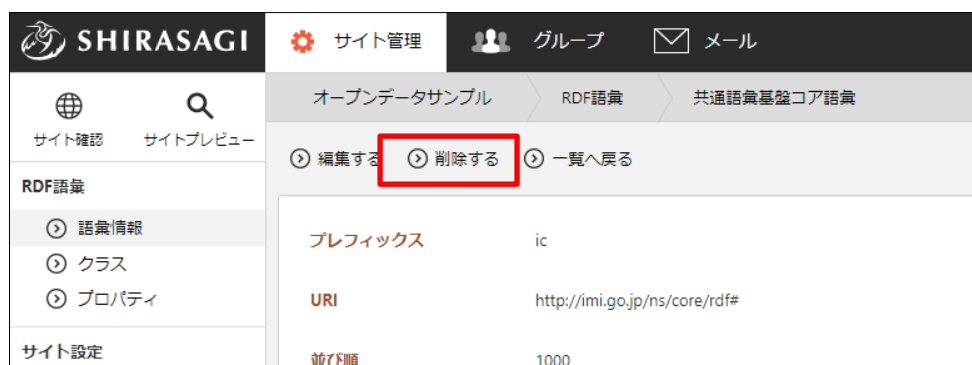 SHIRASAGI サイト管理 グループ メール
サイト確認 サイトプレビュー
オープンデータサンプル RDF語彙 共通語彙基盤コア語彙
編集する 削除する 一覧へ戻る
RDF語彙
語彙情報
クラス
プロパティ
サイト設定
プレフィックス ic
URI http://imi.go.jp/ns/core/rdf#
並び順 1000